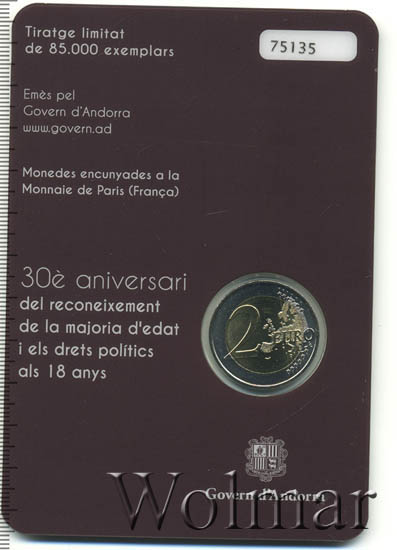 Tiratge limitat
de 85.000 exemplars
75135
Emès pel
Govern d'Andorra
www.govern.ad
Monedes encunyades a la
Monnaie de Paris (França)
30è aniversari
del reconeixement
de la majoria d'edat
i els drets polítics
als 18 anys
2 EURO
Govern d'Andorra
Wolmar